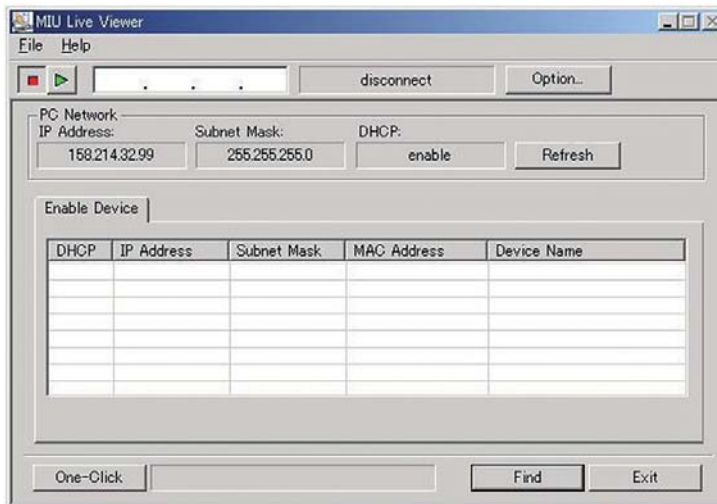 MIU Live Viewer
File Help
. . . disconnect Option...
PC Network
IP Address: Subnet Mask: DHCP:
158.214.32.99 255.255.255.0 enable Refresh
Enable Device
DHCP IP Address Subnet Mask MAC Address Device Name
One-Click Find Exit